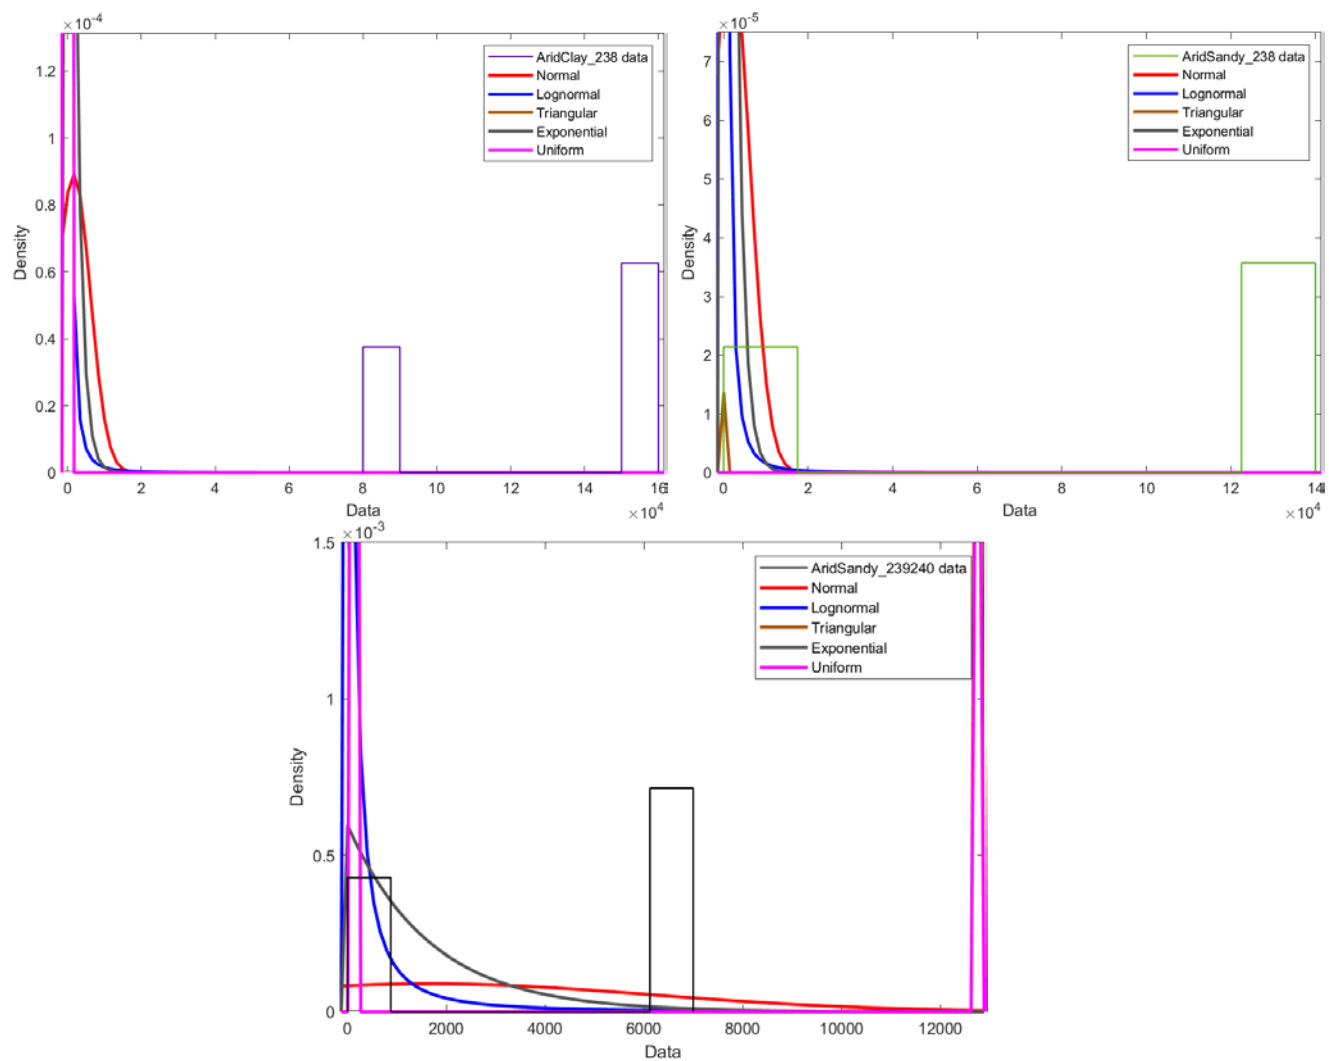 ×10⁻⁴
1.2
1
0.8
0.6
0.4
0.2
0
Density
0 2 4 6 8 10 12 14 16
Data
×10⁴
AridClay_238 data
Normal
Lognormal
Triangular
Exponential
Uniform
×10⁻⁵
7
6
5
4
3
2
1
0
Density
0 2 4 6 8 10 12 14
Data
×10⁴
AridSandy_238 data
Normal
Lognormal
Triangular
Exponential
Uniform
×10⁻³
1.5
1
0.5
0
Density
0 2000 4000 6000 8000 10000 12000
Data
AridSandy_239240 data
Normal
Lognormal
Triangular
Exponential
Uniform